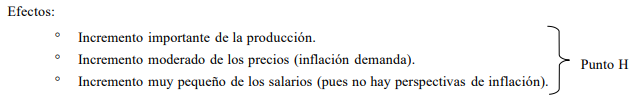 Efectos:
° Incremento importante de la producción.
° Incremento moderado de los precios (inflación demanda).
° Incremento muy pequeño de los salarios (pues no hay perspectivas de inflación).
Punto H